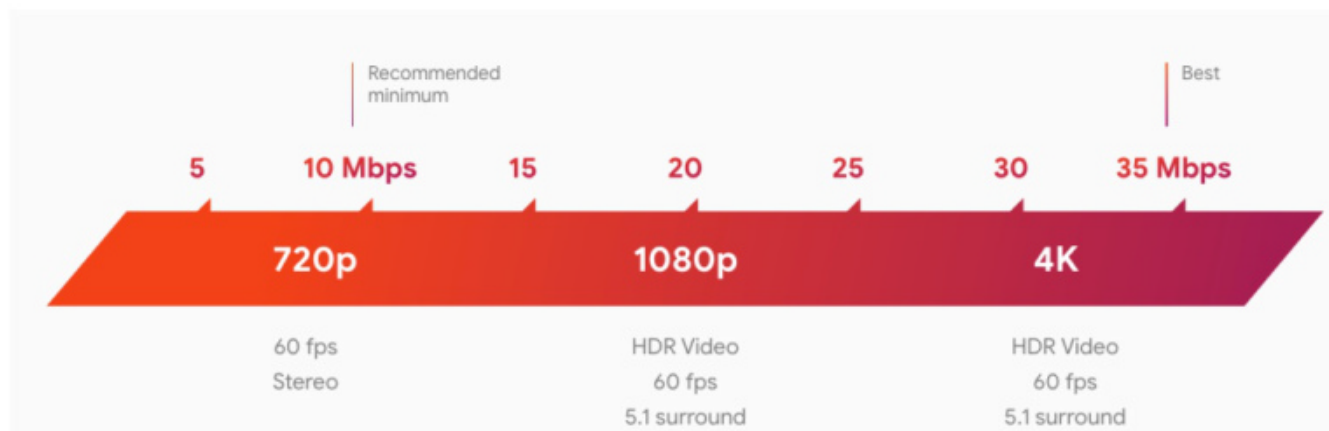 Recommended
minimum
Best
5
10 Mbps
15
20
25
30
35 Mbps
720p
1080p
4K
60 fps
Stereo
HDR Video
60 fps
5.1 surround
HDR Video
60 fps
5.1 surround